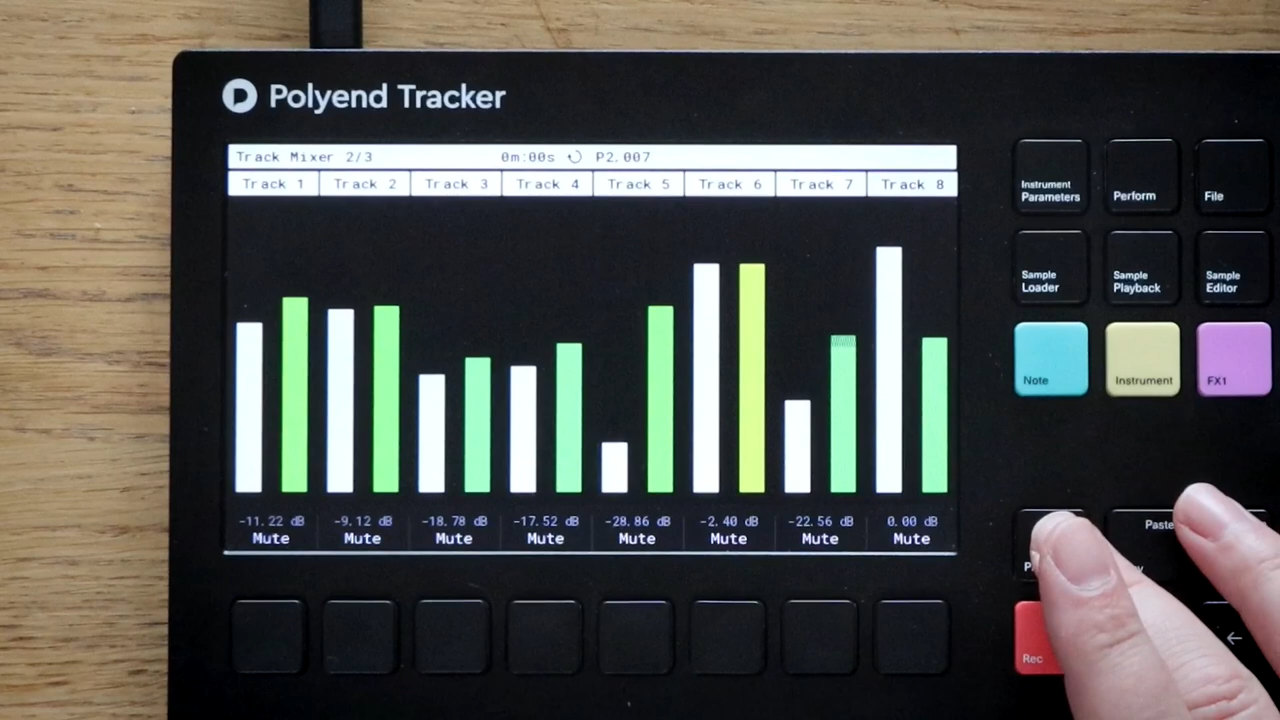 Polyend Tracker
Track Mixer 2/3 0m:00s P2.007
Track 1 Track 2 Track 3 Track 4 Track 5 Track 6 Track 7 Track 8
-11.22 dB -9.12 dB -18.78 dB -17.52 dB -28.86 dB -2.40 dB -22.56 dB 0.00 dB
Mute Mute Mute Mute Mute Mute Mute Mute
Instrument
Parameters
Perform
File
Sample
Loader
Sample
Playback
Sample
Editor
Note
Instrument
FX1
Paste
Rec
←